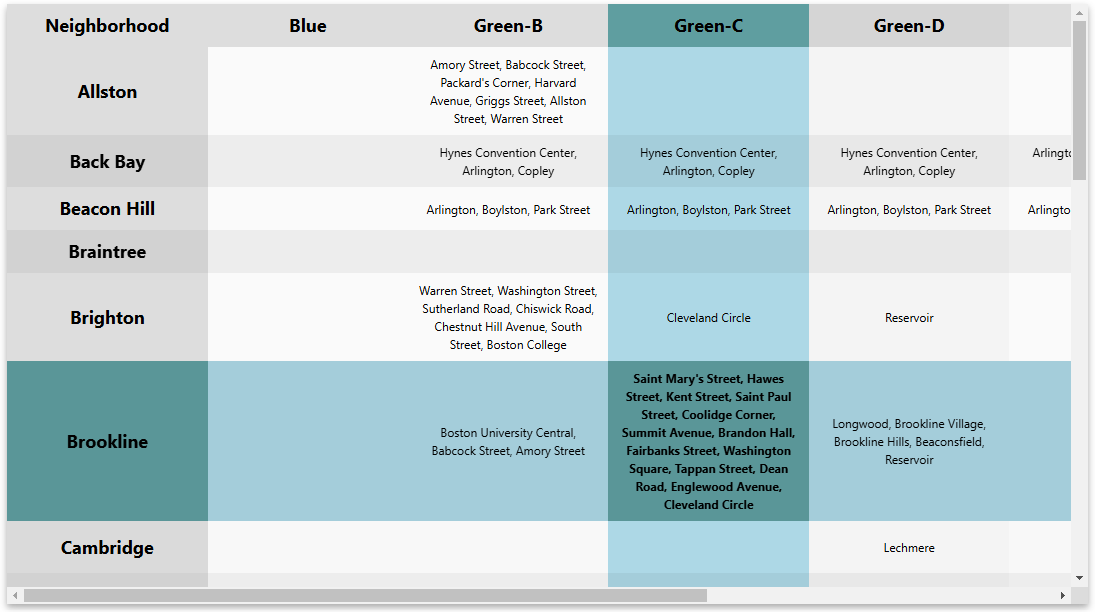 Neighborhood Blue Green-B Green-C Green-D
Allston
Amory Street, Babcock Street,
Packard's Corner, Harvard
Avenue, Griggs Street, Allston
Street, Warren Street
Back Bay
Hynes Convention Center,
Arlington, Copley
Hynes Convention Center,
Arlington, Copley
Hynes Convention Center,
Arlington, Copley
Beacon Hill
Arlington, Boylston, Park Street
Arlington, Boylston, Park Street
Arlington, Boylston, Park Street
Arlingto
Braintree
Brighton
Warren Street, Washington Street,
Sutherland Road, Chiswick Road,
Chestnut Hill Avenue, South
Street, Boston College
Cleveland Circle
Reservoir
Brookline
Boston University Central,
Babcock Street, Amory Street
Saint Mary's Street, Hawes
Street, Kent Street, Saint Paul
Street, Coolidge Corner,
Summit Avenue, Brandon Hall,
Fairbanks Street, Washington
Square, Tappan Street, Dean
Road, Englewood Avenue,
Cleveland Circle
Longwood, Brookline Village,
Brookline Hills, Beaconsfield,
Reservoir
Cambridge
Lechmere